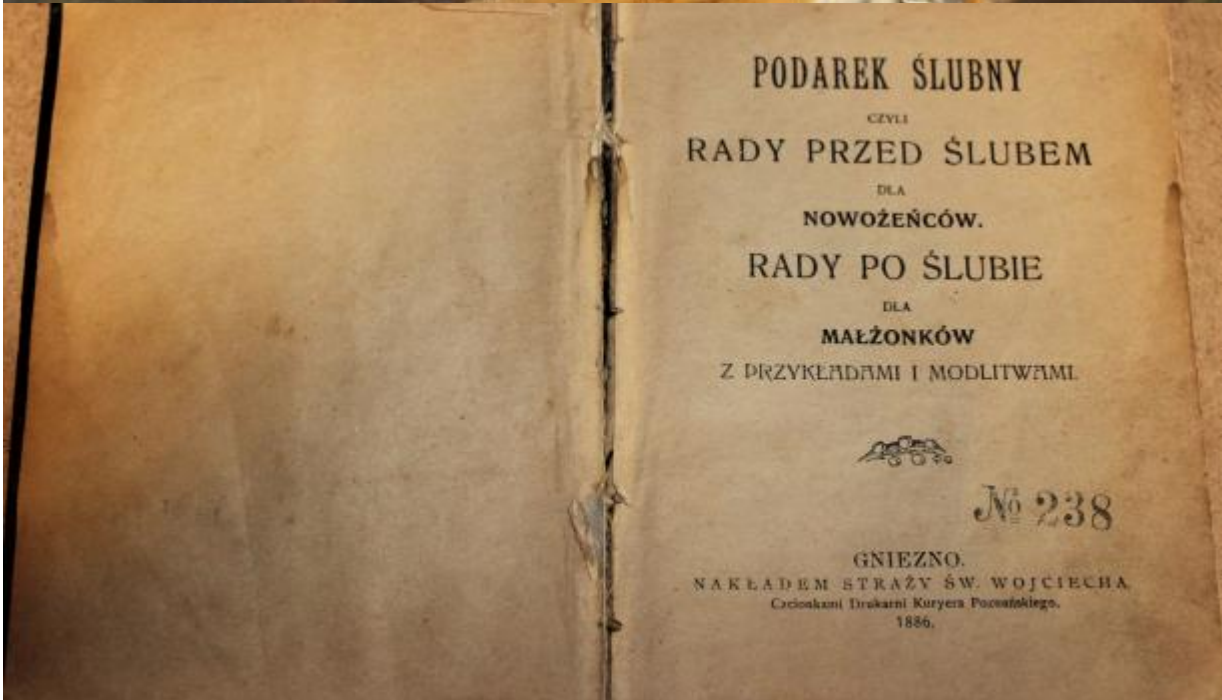 PODAREK ŚLUBNY
CZYLI
RADY PRZED ŚLUBEM
DLA
NOWOŻEŃCÓW.
RADY PO ŚLUBIE
DLA
MAŁŻONKÓW
Z PRZYKŁADAMI I MODLITWAMI.
№ 238
GNIEZNO.
NAKŁADEM STRAŻY ŚW. WOJCIECHA.
Czcionkami Drukarni Kuryera Poznańskiego.
1886.